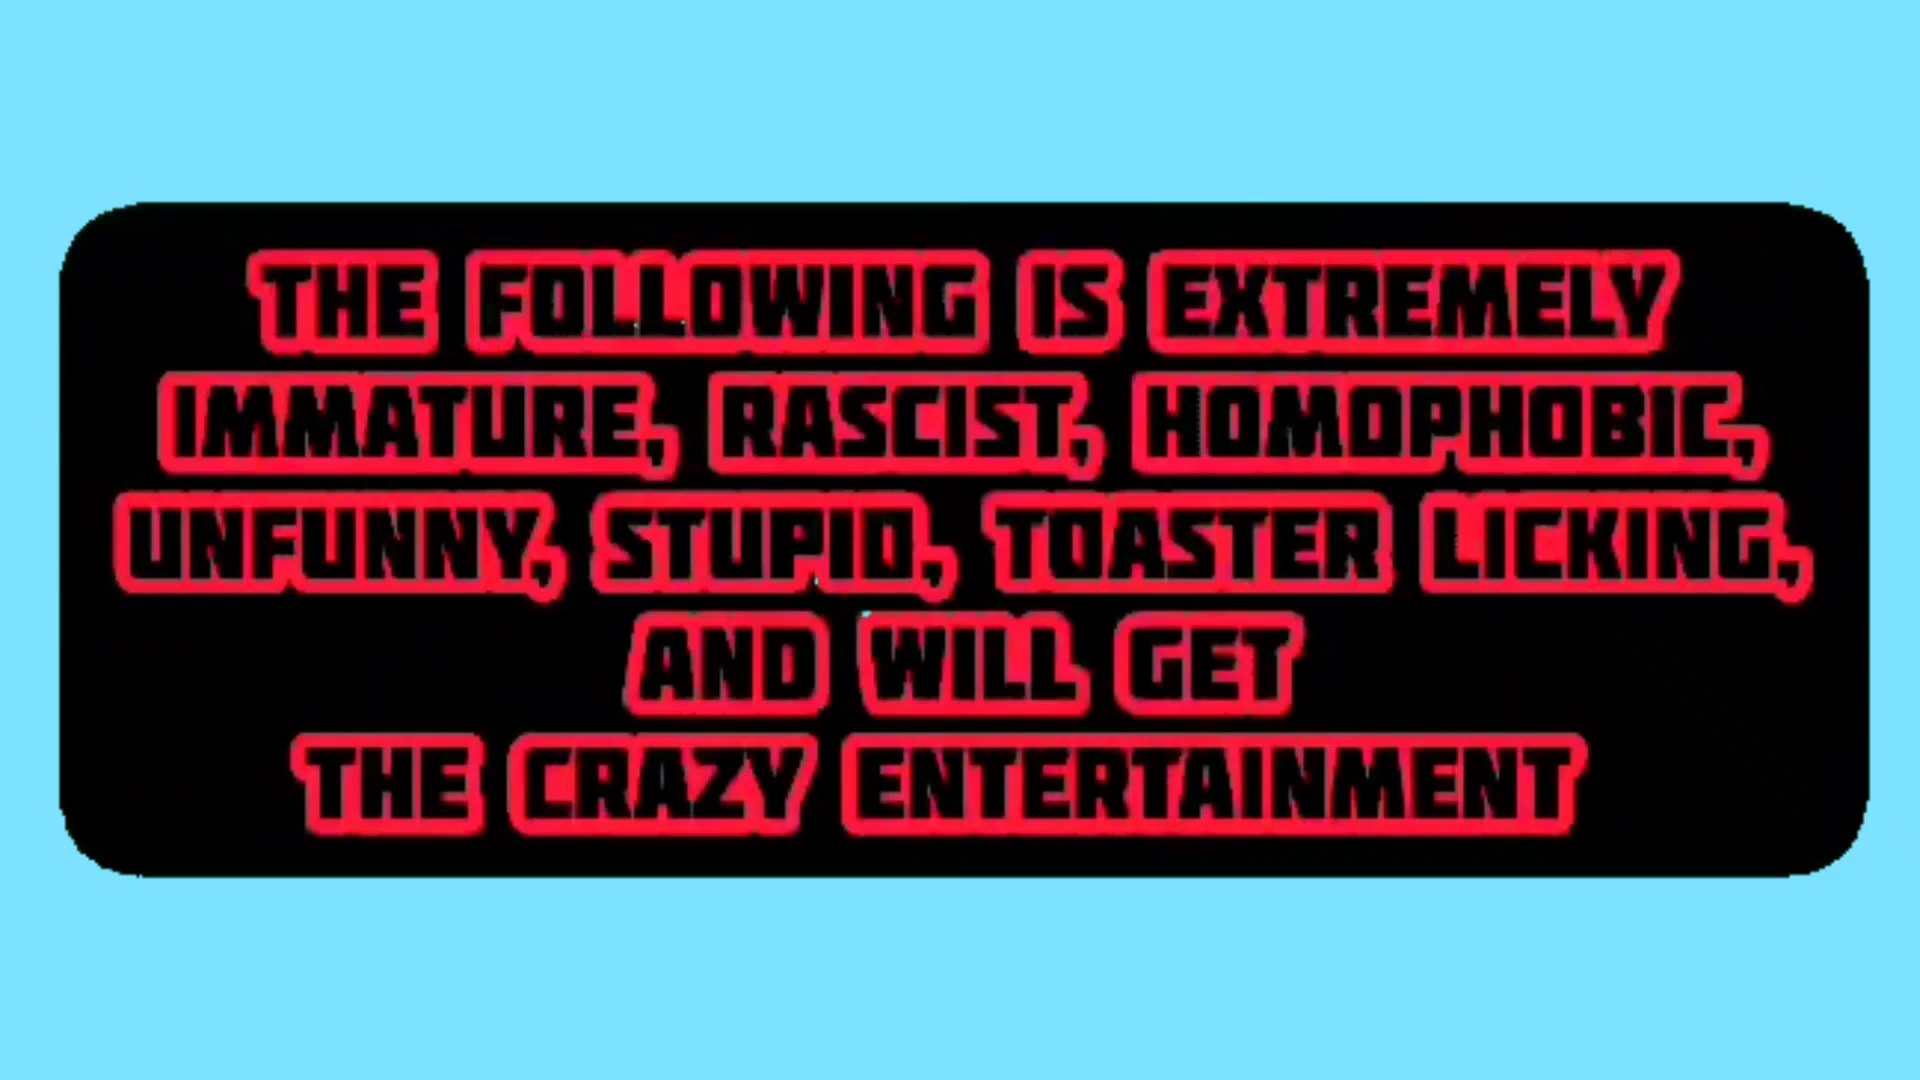 THE FOLLOWING IS EXTREMELY
IMMATURE, RASCIST, HOMOPHOBIC,
UNFUNNY, STUPID, TOASTER LICKING,
AND WILL GET
THE CRAZY ENTERTAINMENT